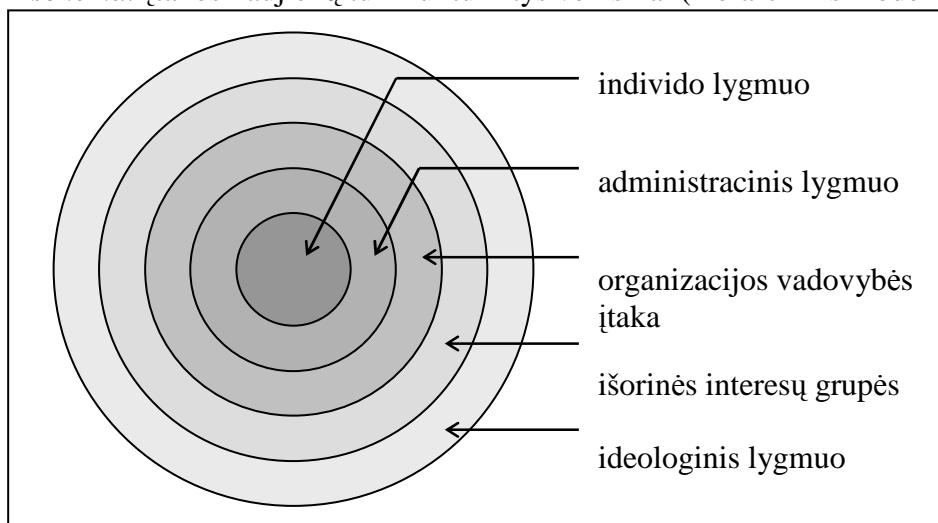 individo lygmuo
administracinis lygmuo
organizacijos vadovybės
įtaka
išorinės interesų grupės
ideologinis lygmuo